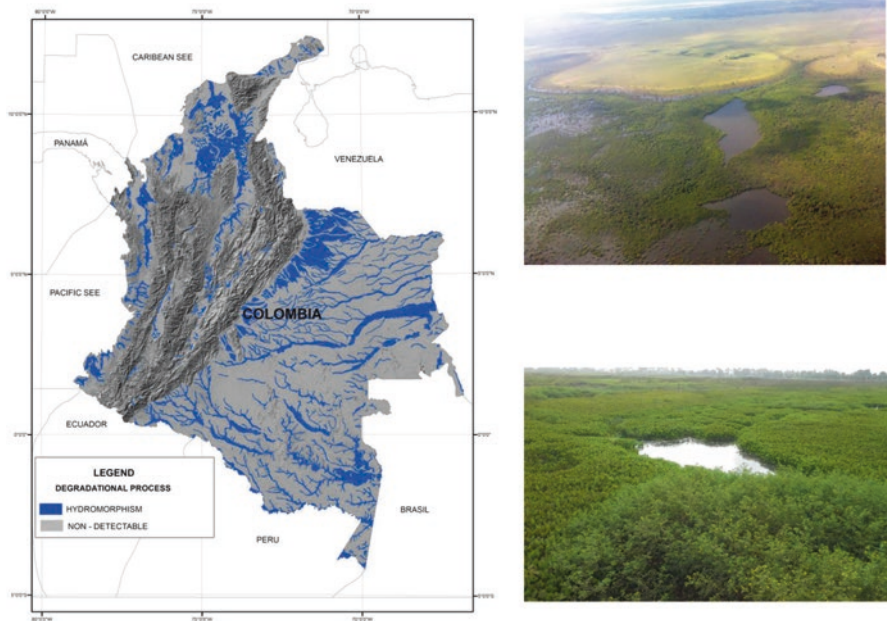 CARIBEAN SEE
PANAMÁ
VENEZUELA
PACIFIC SEE
COLOMBIA
ECUADOR
BRASIL
PERU
LEGEND
DEGRADATIONAL PROCESS
HYDROMORPHISM
NON - DETECTABLE